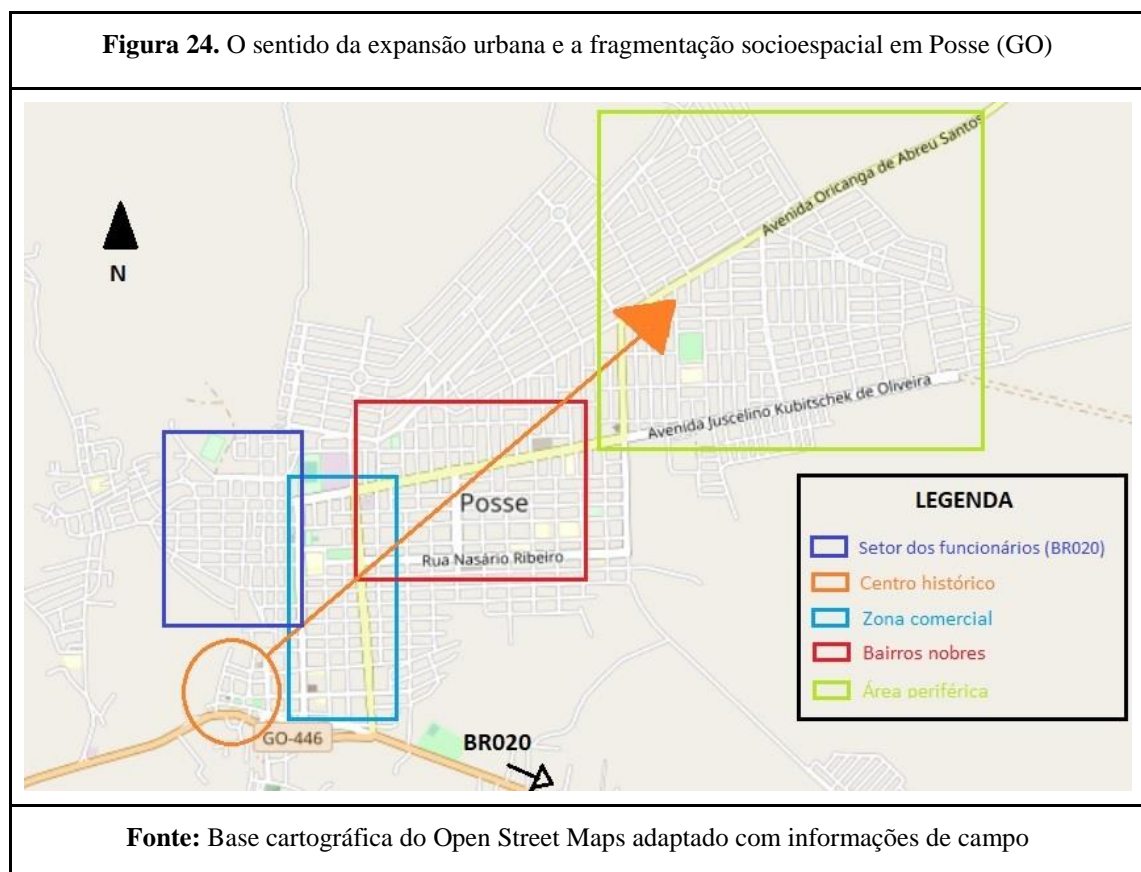 Figura 24. O sentido da expansão urbana e a fragmentação socioespacial em Posse (GO)
Avenida Oricanga de Abreu Santos
N
Avenida Juscelino Kubitschek de Oliveira
Posse
Rua Nasário Ribeiro
GO-446
BR020
LEGENDA
Setor dos funcionários (BR020)
Centro histórico
Zona comercial
Bairros nobres
Área periférica
Fonte: Base cartográfica do Open Street Maps adaptado com informações de campo